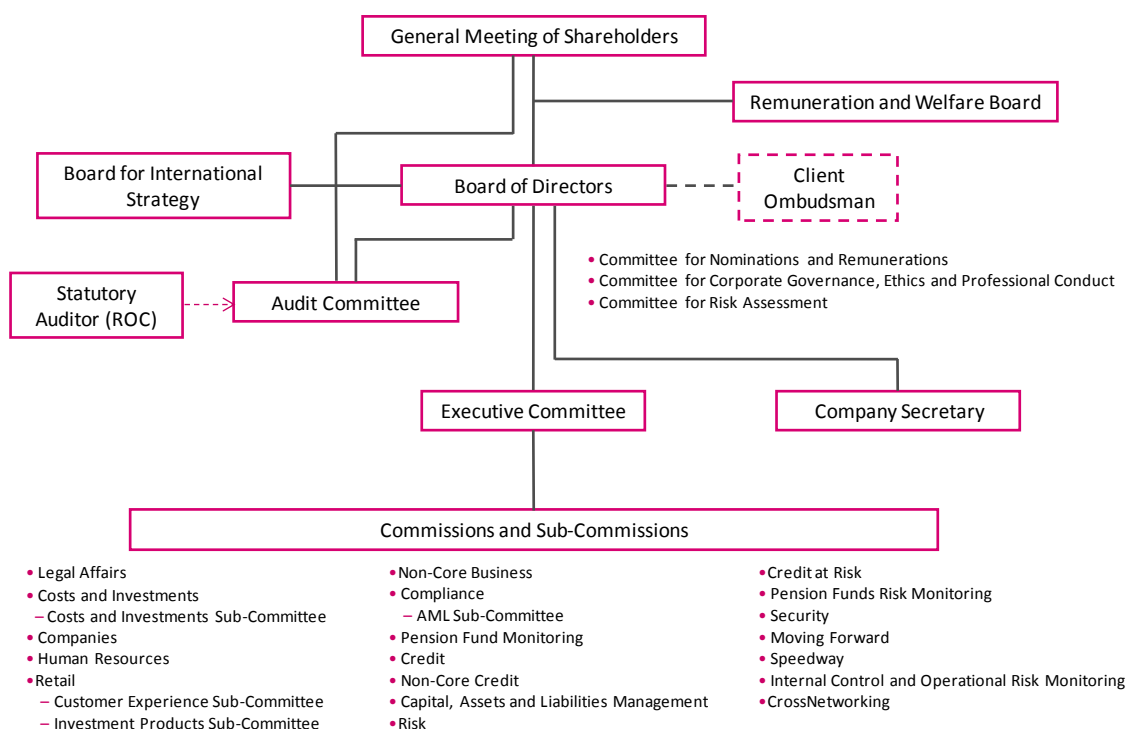 General Meeting of Shareholders
Remuneration and Welfare Board
Board for International
Strategy
Board of Directors
Client
Ombudsman
• Committee for Nominations and Remunerations
• Committee for Corporate Governance, Ethics and Professional Conduct
• Committee for Risk Assessment
Statutory
Auditor (ROC)
Audit Committee
Executive Committee
Company Secretary
Commissions and Sub-Commissions
• Legal Affairs
• Costs and Investments
– Costs and Investments Sub-Committee
• Companies
• Human Resources
• Retail
– Customer Experience Sub-Committee
– Investment Products Sub-Committee
• Non-Core Business
• Compliance
– AML Sub-Committee
• Pension Fund Monitoring
• Credit
• Non-Core Credit
• Capital, Assets and Liabilities Management
• Risk
• Credit at Risk
• Pension Funds Risk Monitoring
• Security
• Moving Forward
• Speedway
• Internal Control and Operational Risk Monitoring
• CrossNetworking